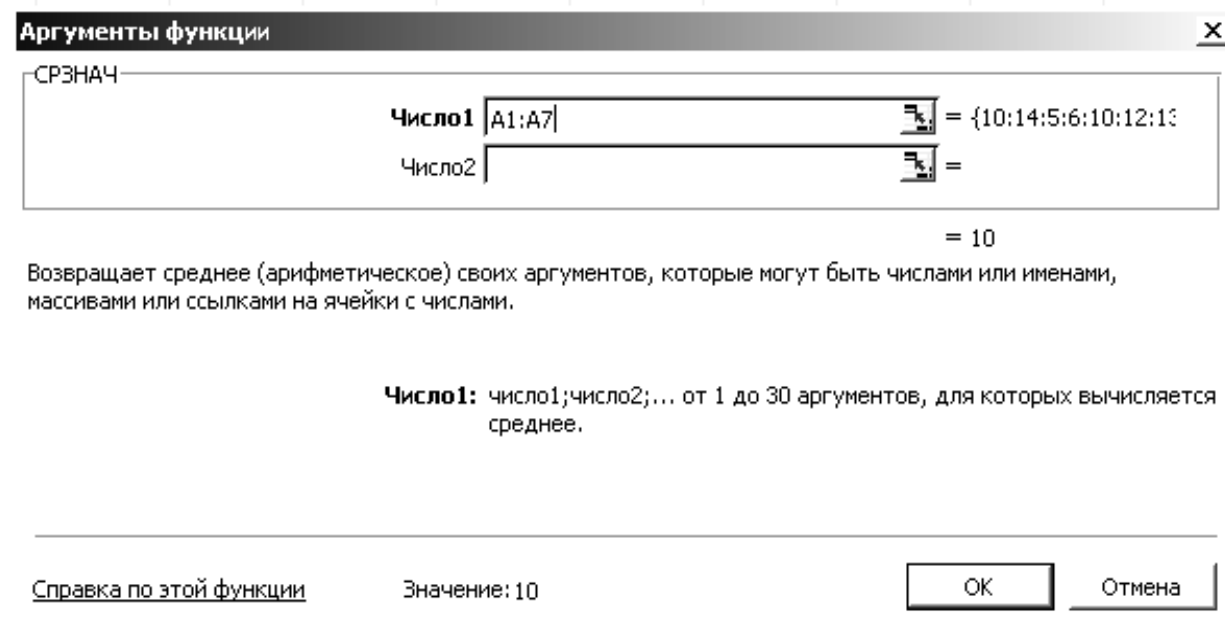 Аргументы функции
СРЗНАЧ
Число1 A1:A7 = {10:14:5:6:10:12:13
Число2 =
= 10
Возвращает среднее (арифметическое) своих аргументов, которые могут быть числами или именами,
массивами или ссылками на ячейки с числами.
Число1: число1;число2;... от 1 до 30 аргументов, для которых вычисляется
среднее.
Справка по этой функции Значение: 10 ОК Отмена